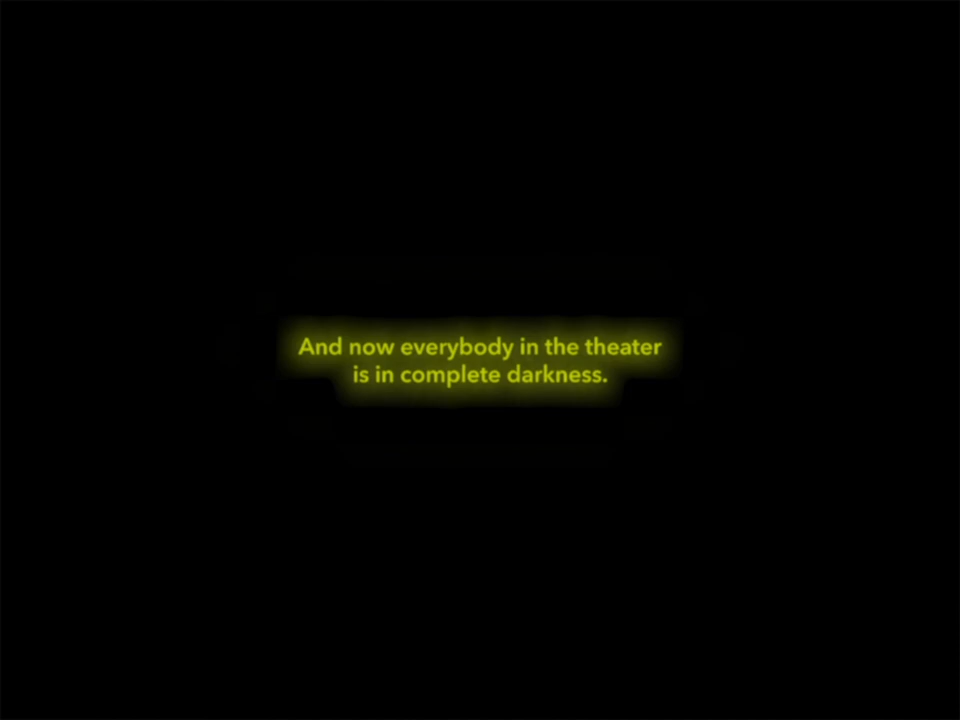 And now everybody in the theater
is in complete darkness.